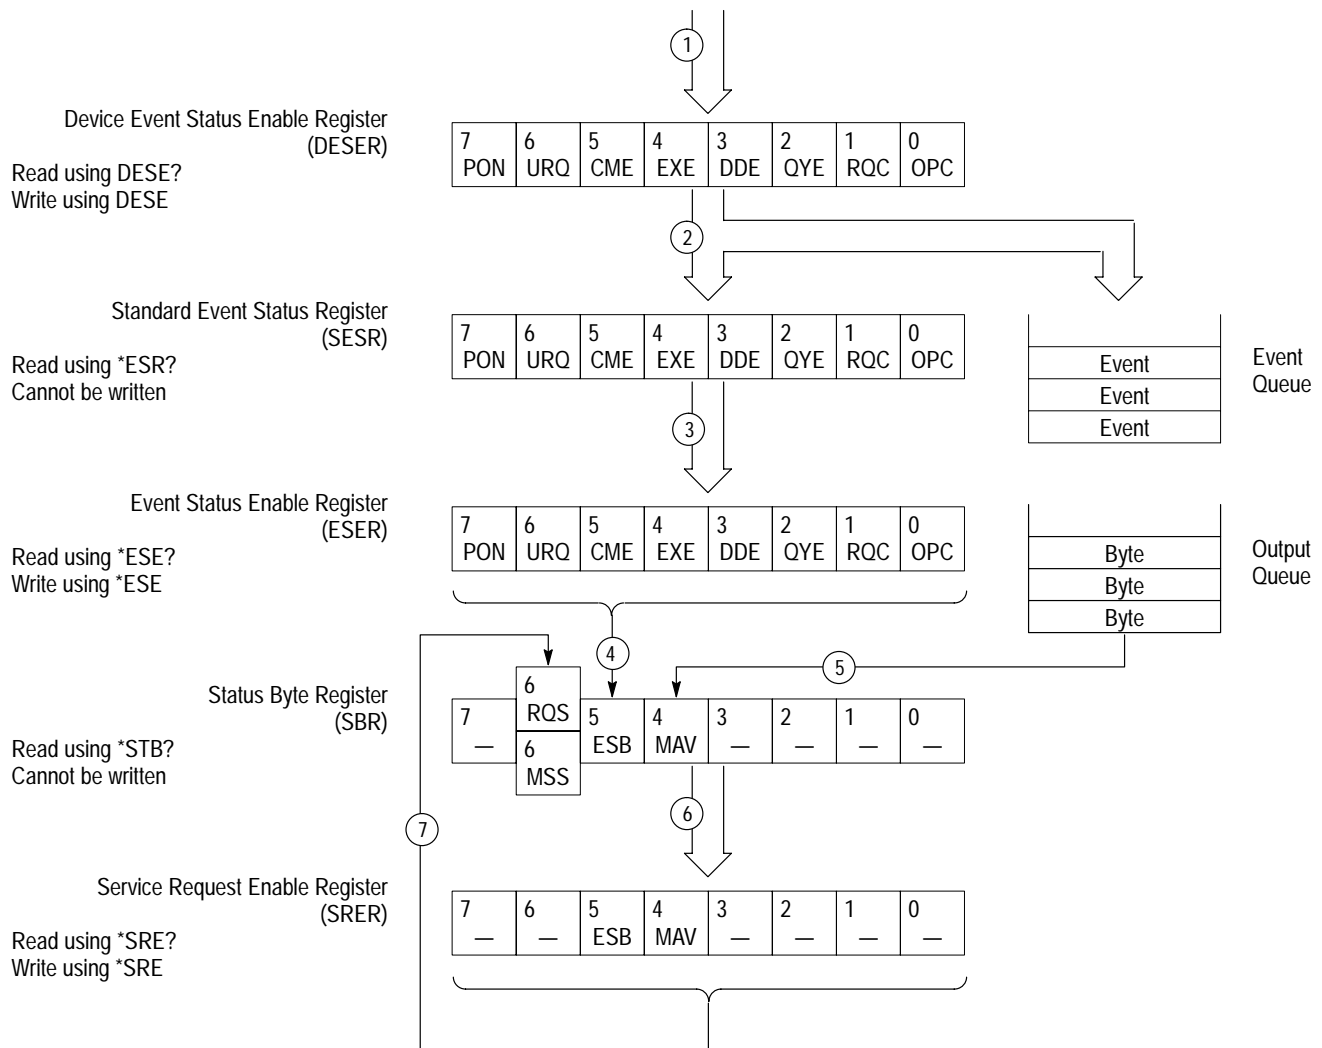 1
Device Event Status Enable Register
(DESER)
Read using DESE?
Write using DESE
7 6 5 4 3 2 1 0
PON URQ CME EXE DDE QYE RQC OPC
2
Standard Event Status Register
(SESR)
Read using *ESR?
Cannot be written
7 6 5 4 3 2 1 0
PON URQ CME EXE DDE QYE RQC OPC
Event
Event
Event
Event
Queue
3
Event Status Enable Register
(ESER)
Read using *ESE?
Write using *ESE
7 6 5 4 3 2 1 0
PON URQ CME EXE DDE QYE RQC OPC
Byte
Byte
Byte
Output
Queue
4
5
Status Byte Register
(SBR)
Read using *STB?
Cannot be written
6
RQS
7 5 4 3 2 1 0
— ESB MAV — — — —
6
MSS
6
7
Service Request Enable Register
(SRER)
Read using *SRE?
Write using *SRE
7 6 5 4 3 2 1 0
— — ESB MAV — — — —